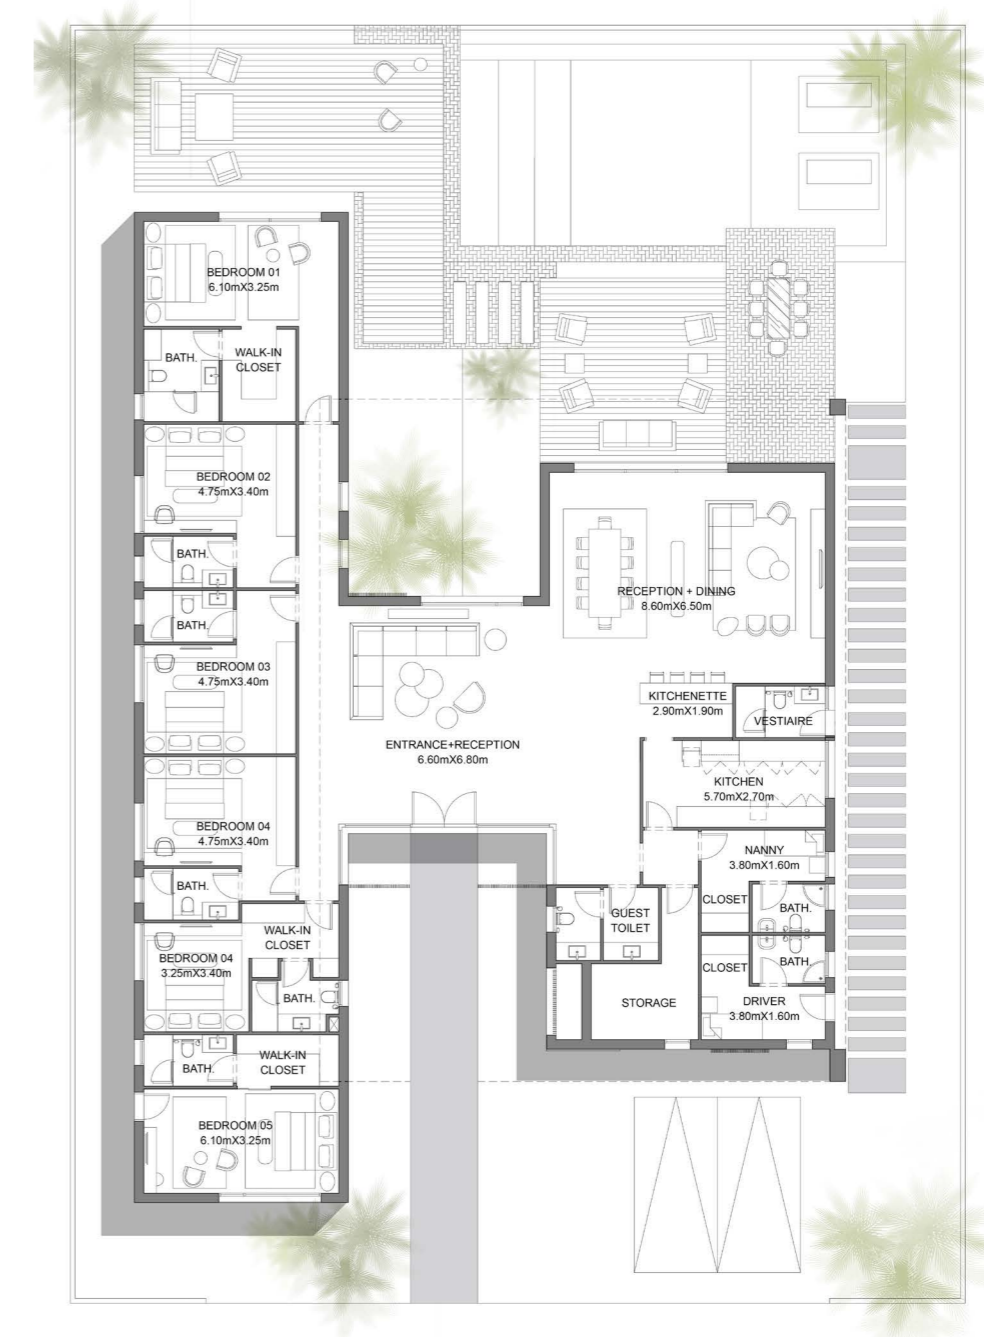 BEDROOM 01
6.10mX3.25m
BATH.
WALK-IN
CLOSET
BEDROOM 02
4.75mX3.40m
BATH.
BATH.
RECEPTION + DINING
8.60mX6.50m
BEDROOM 03
4.75mX3.40m
KITCHENETTE
2.90mX1.90m
VESTIAIRE
ENTRANCE+RECEPTION
6.60mX6.80m
KITCHEN
5.70mX2.70m
BEDROOM 04
4.75mX3.40m
NANNY
3.80mX1.60m
BATH.
CLOSET
BATH.
GUEST
TOILET
WALK-IN
CLOSET
BEDROOM 04
3.25mX3.40m
CLOSET
BATH.
BATH.
STORAGE
DRIVER
3.80mX1.60m
BATH.
WALK-IN
CLOSET
BEDROOM 05
6.10mX3.25m